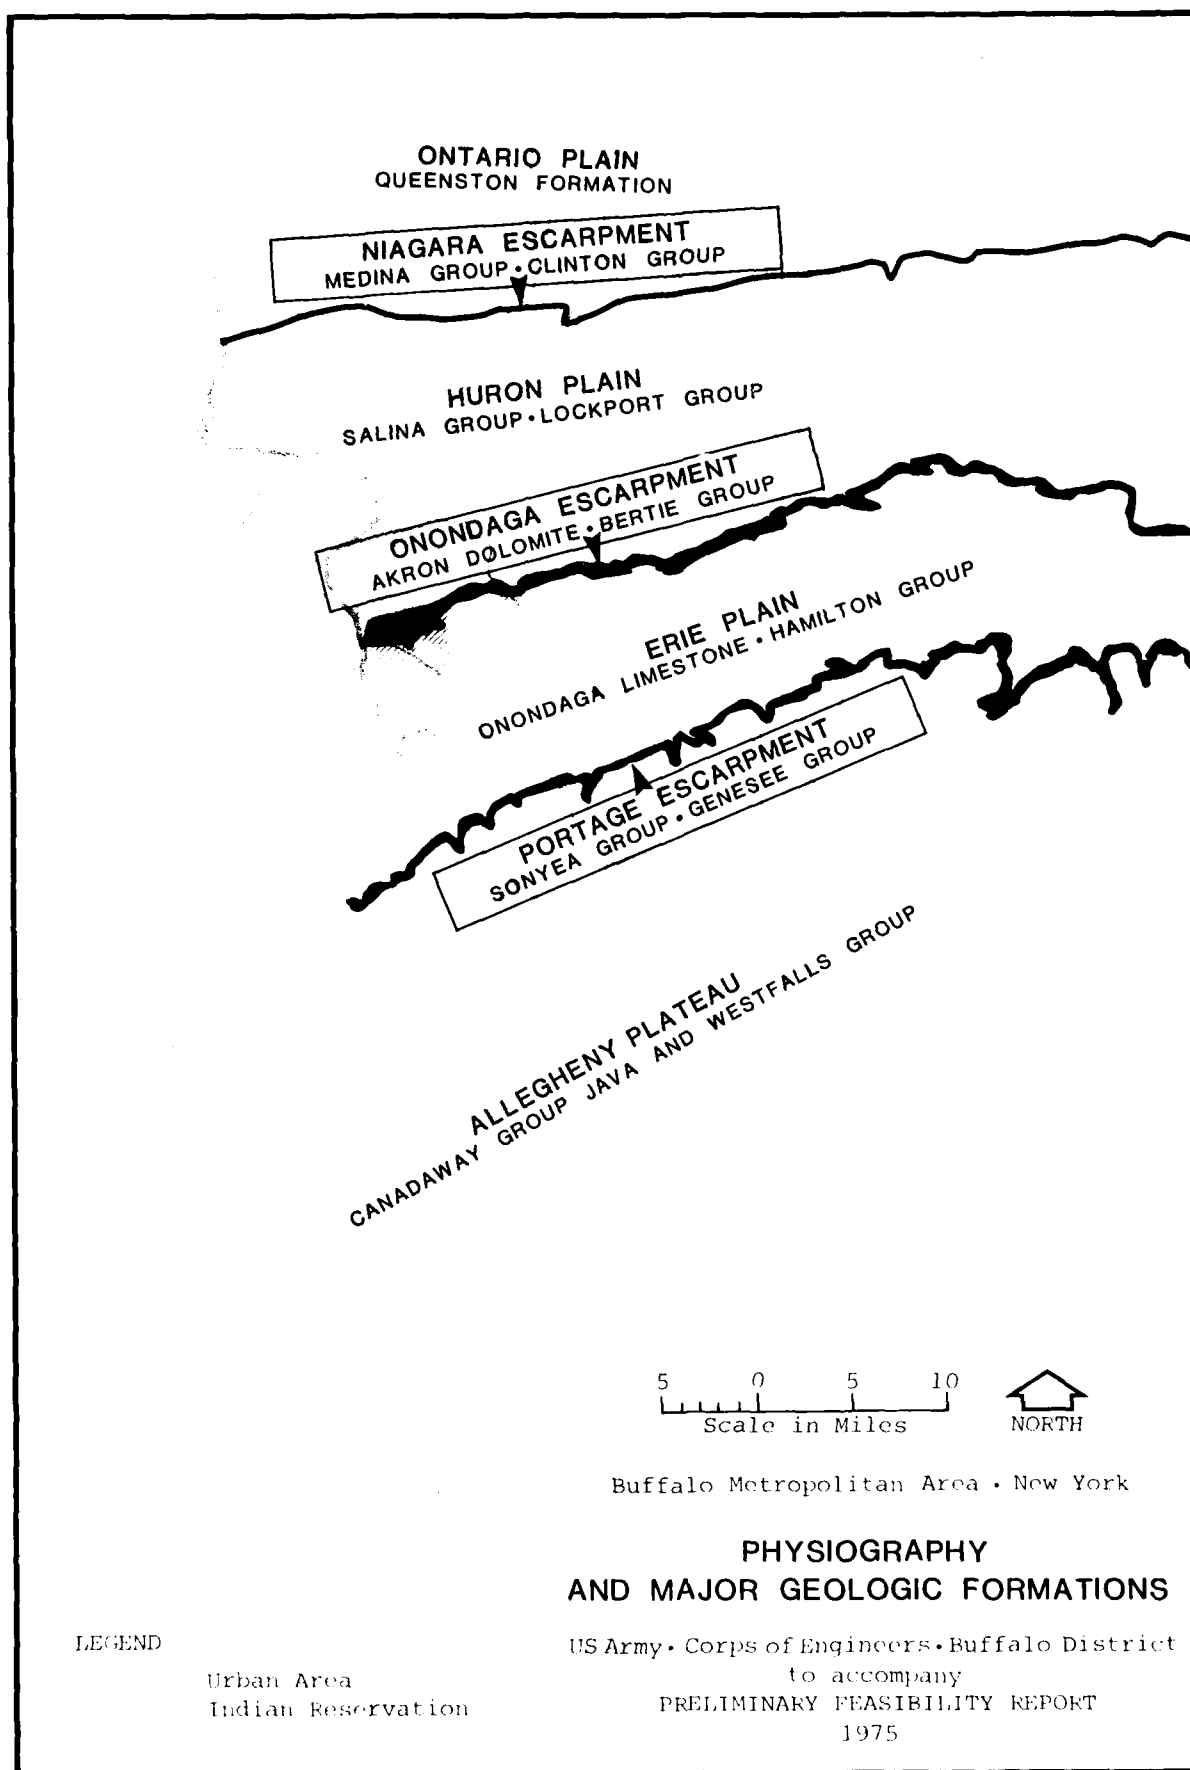 ONTARIO PLAIN
QUEENSTON FORMATION
NIAGARA ESCARPMENT
MEDINA GROUP • CLINTON GROUP
HURON PLAIN
SALINA GROUP • LOCKPORT GROUP
ONONDAGA ESCARPMENT
AKRON DOLOMITE • BERTIE GROUP
ERIE PLAIN
ONONDAGA LIMESTONE • HAMILTON GROUP
PORTAGE ESCARPMENT
SONYEA GROUP • GENESEE GROUP
ALLEGHENY PLATEAU
CANADAWAY GROUP JAVA AND WESTFALLS GROUP
5 0 5 10
Scale in Miles
NORTH
Buffalo Metropolitan Area • New York
PHYSIOGRAPHY
AND MAJOR GEOLOGIC FORMATIONS
LEGEND
Urban Area
Indian Reservation
US Army • Corps of Engineers • Buffalo District
to accompany
PRELIMINARY FEASIBILITY REPORT
1975